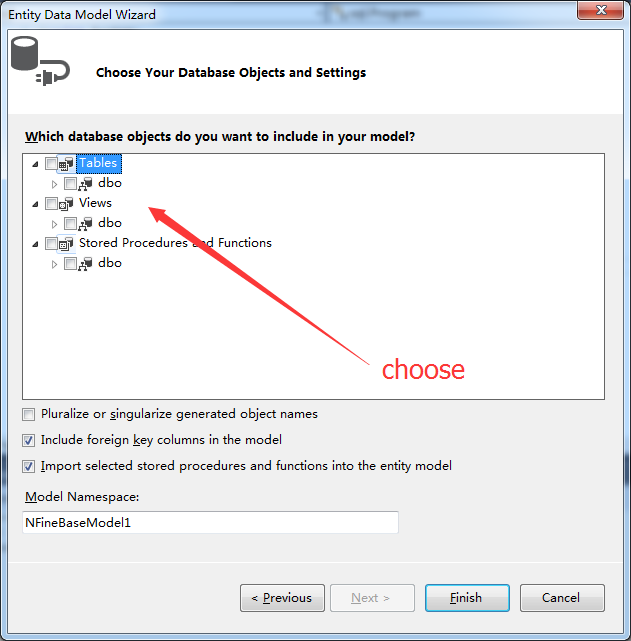 Entity Data Model Wizard
Choose Your Database Objects and Settings
Which database objects do you want to include in your model?
Tables
dbo
Views
dbo
Stored Procedures and Functions
dbo
choose
Pluralize or singularize generated object names
Include foreign key columns in the model
Import selected stored procedures and functions into the entity model
Model Namespace:
NFineBaseModel1
< Previous
Next >
Finish
Cancel